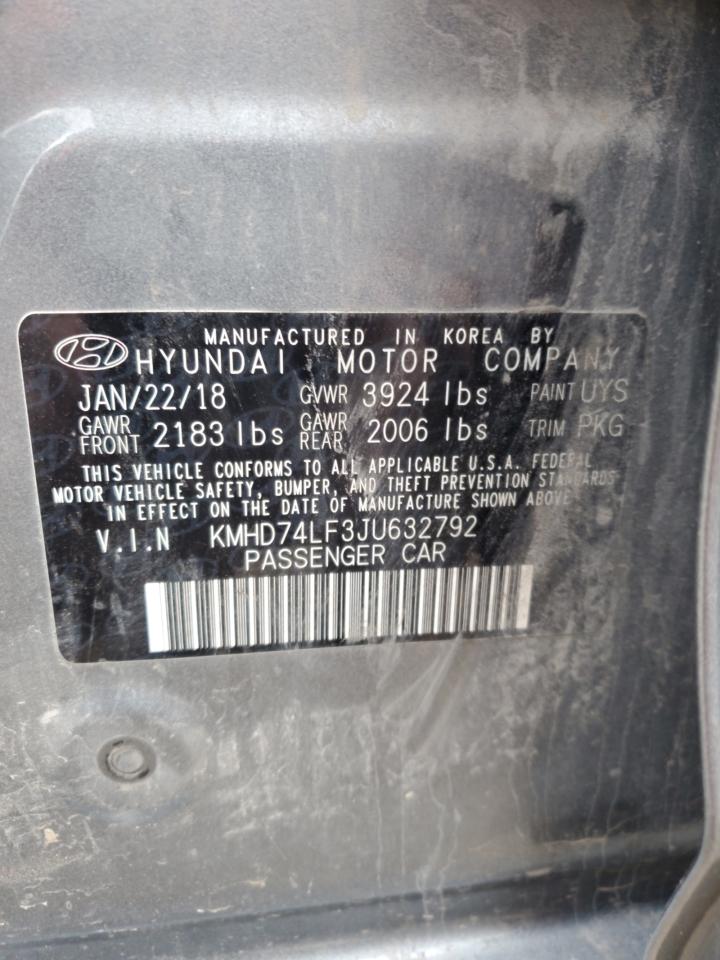 MANUFACTURED IN KOREA BY
HYUNDAI MOTOR COMPANY
JAN/22/18 GVWR 3924 lbs PAINT UYS
GAWR FRONT 2183 lbs GAWR REAR 2006 lbs TRIM PKG
THIS VEHICLE CONFORMS TO ALL APPLICABLE U.S.A. FEDERAL
MOTOR VEHICLE SAFETY, BUMPER, AND THEFT PREVENTION STANDARDS
IN EFFECT ON THE DATE OF MANUFACTURE SHOWN ABOVE
V.I.N KMHD74LF3JU632792
PASSENGER CAR